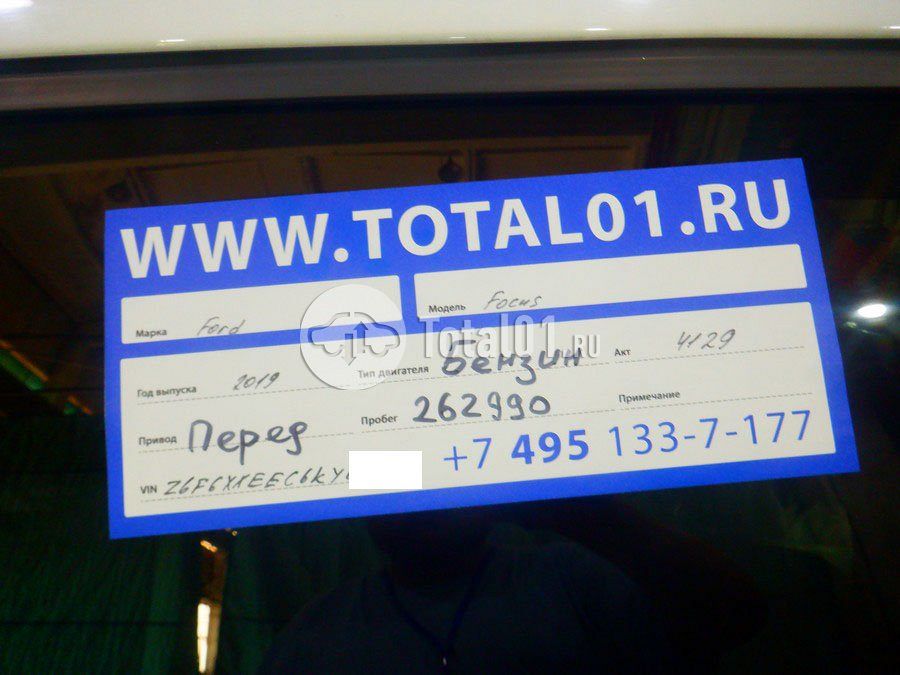 WWW.TOTAL01.RU
Марка Ford Модель Focus
Total01.RU
Год выпуска 2019 Тип двигателя Бензин Акт 4129
Привод Перед Пробег 262990 Примечание
VIN Z6F6XXEEC6KY
+7 495 133-7-177